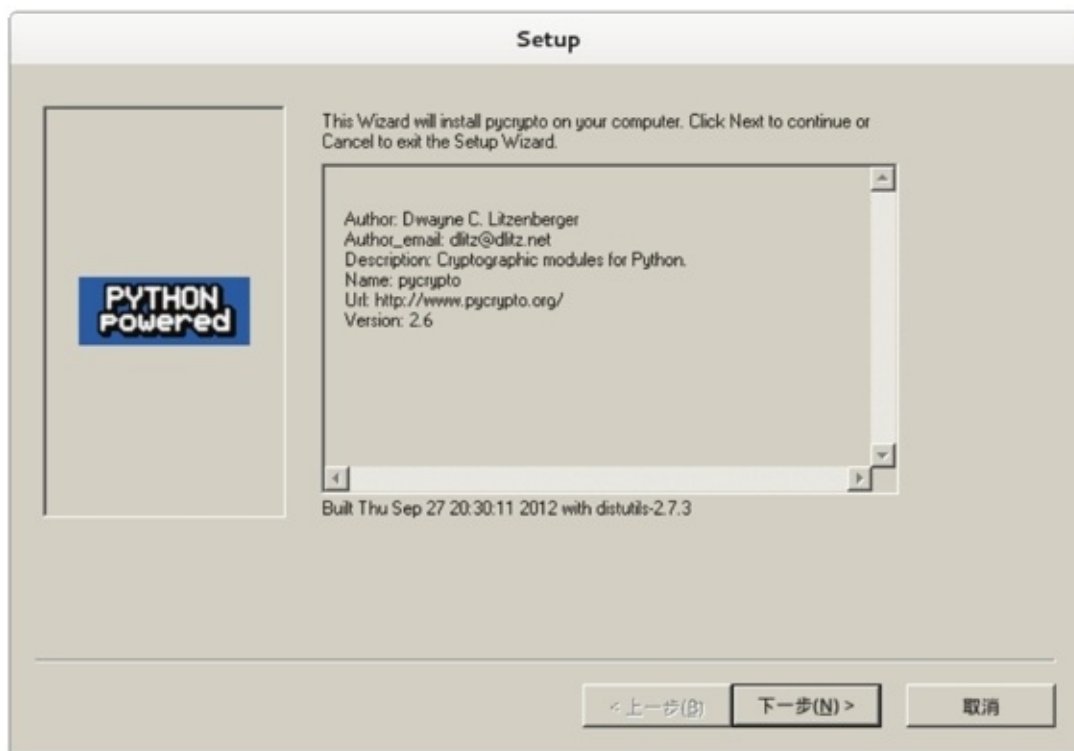 Setup
This Wizard will install pycrypto on your computer. Click Next to continue or
Cancel to exit the Setup Wizard.
Author: Dwayne C. Litzenberger
Author_email: dlitz@dlitz.net
Description: Cryptographic modules for Python.
Name: pycrypto
Url: http://www.pycrypto.org/
Version: 2.6
PYTHON
powered
Built Thu Sep 27 20:30:11 2012 with distutils-2.7.3
< 上一步(B)
下一步(N) >
取消